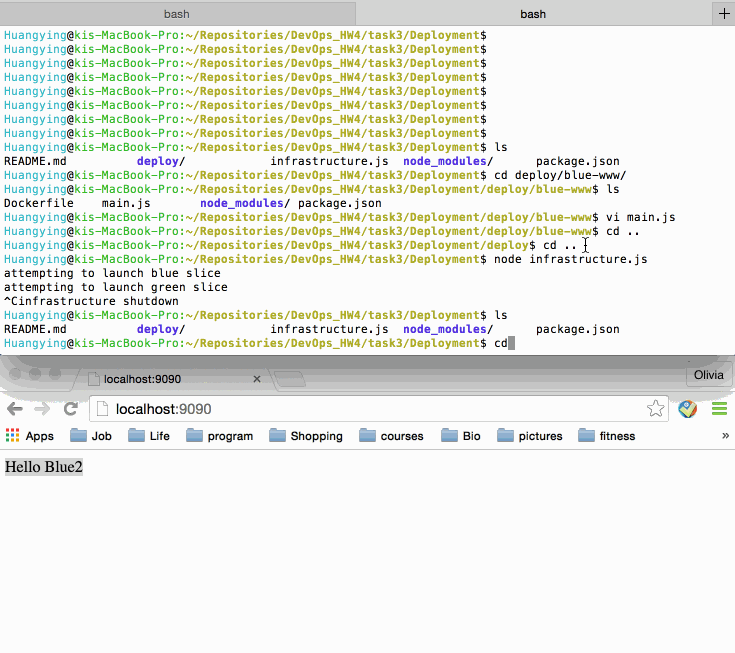 bash bash +
Huangying@kis-MacBook-Pro:~/Repositories/DevOps_HW4/task3/Deployment$
Huangying@kis-MacBook-Pro:~/Repositories/DevOps_HW4/task3/Deployment$
Huangying@kis-MacBook-Pro:~/Repositories/DevOps_HW4/task3/Deployment$
Huangying@kis-MacBook-Pro:~/Repositories/DevOps_HW4/task3/Deployment$
Huangying@kis-MacBook-Pro:~/Repositories/DevOps_HW4/task3/Deployment$
Huangying@kis-MacBook-Pro:~/Repositories/DevOps_HW4/task3/Deployment$
Huangying@kis-MacBook-Pro:~/Repositories/DevOps_HW4/task3/Deployment$
Huangying@kis-MacBook-Pro:~/Repositories/DevOps_HW4/task3/Deployment$
Huangying@kis-MacBook-Pro:~/Repositories/DevOps_HW4/task3/Deployment$ ls
README.md deploy/ infrastructure.js node_modules/ package.json
Huangying@kis-MacBook-Pro:~/Repositories/DevOps_HW4/task3/Deployment$ cd deploy/blue-www/
Huangying@kis-MacBook-Pro:~/Repositories/DevOps_HW4/task3/Deployment/deploy/blue-www$ ls
Dockerfile main.js node_modules/ package.json
Huangying@kis-MacBook-Pro:~/Repositories/DevOps_HW4/task3/Deployment/deploy/blue-www$ vi main.js
Huangying@kis-MacBook-Pro:~/Repositories/DevOps_HW4/task3/Deployment/deploy/blue-www$ cd ..
Huangying@kis-MacBook-Pro:~/Repositories/DevOps_HW4/task3/Deployment/deploy$ cd ..
Huangying@kis-MacBook-Pro:~/Repositories/DevOps_HW4/task3/Deployment$ node infrastructure.js
attempting to launch blue slice
attempting to launch green slice
^Cinfrastructure shutdown
Huangying@kis-MacBook-Pro:~/Repositories/DevOps_HW4/task3/Deployment$ ls
README.md deploy/ infrastructure.js node_modules/ package.json
Huangying@kis-MacBook-Pro:~/Repositories/DevOps_HW4/task3/Deployment$ cd
localhost:9090 Olivia
localhost:9090
Apps Job Life program Shopping courses Bio pictures fitness »
Hello Blue2